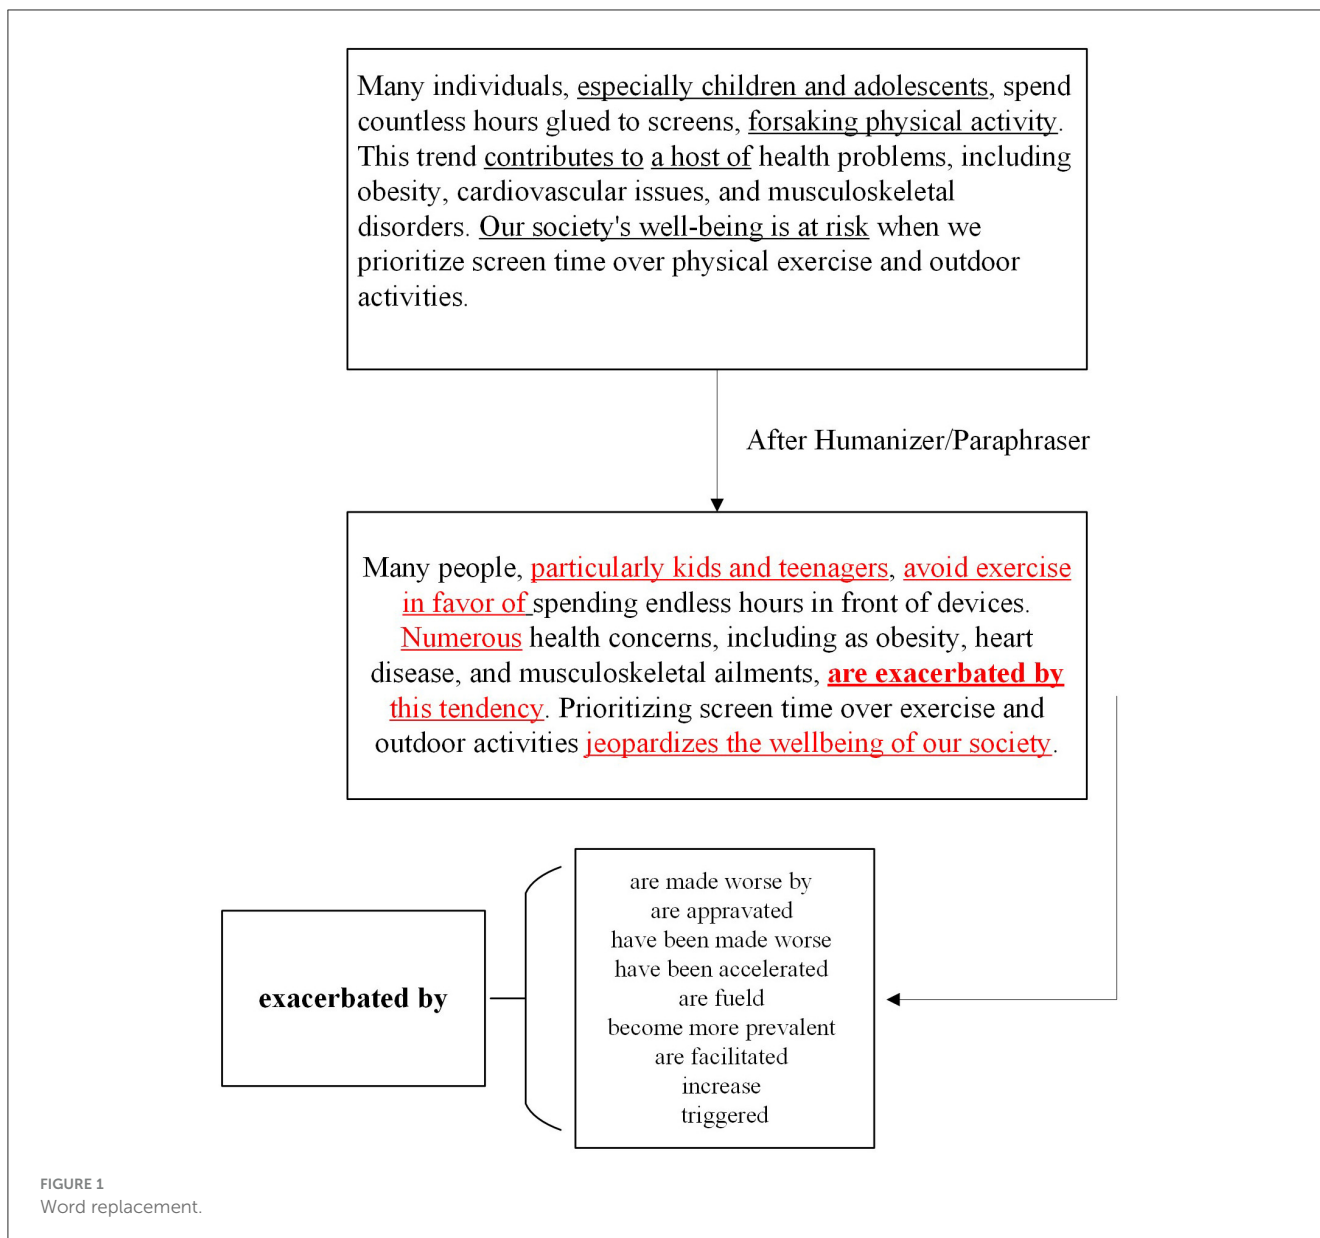 Many individuals, especially children and adolescents, spend
countless hours glued to screens, forsaking physical activity.
This trend contributes to a host of health problems, including
obesity, cardiovascular issues, and musculoskeletal
disorders. Our society's well-being is at risk when we
prioritize screen time over physical exercise and outdoor
activities.
After Humanizer/Paraphraser
Many people, particularly kids and teenagers, avoid exercise
in favor of spending endless hours in front of devices.
Numerous health concerns, including as obesity, heart
disease, and musculoskeletal ailments, are exacerbated by
this tendency. Prioritizing screen time over exercise and
outdoor activities jeopardizes the wellbeing of our society.
exacerbated by
are made worse by
are appravated
have been made worse
have been accelerated
are fueld
become more prevalent
are facilitated
increase
triggered
FIGURE 1
Word replacement.